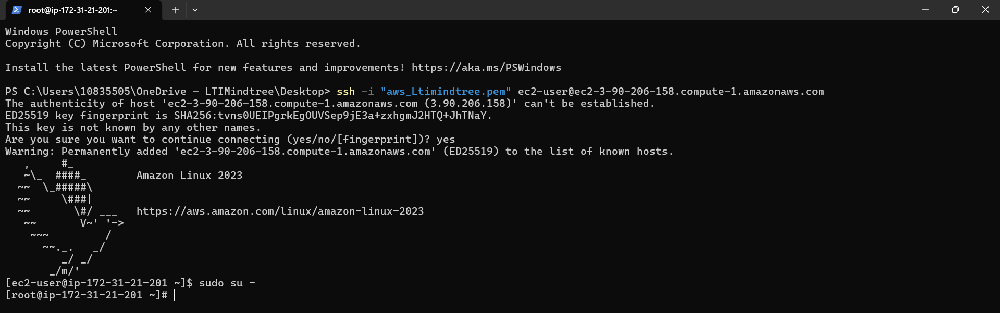 root@ip-172-31-21-201:~
Windows PowerShell
Copyright (C) Microsoft Corporation. All rights reserved.
Install the latest PowerShell for new features and improvements! https://aka.ms/PSWindows
PS C:\Users\10835505\OneDrive - LTIMindtree\Desktop> ssh -i "aws_Ltimindtree.pem" ec2-user@ec2-3-90-206-158.compute-1.amazonaws.com
The authenticity of host 'ec2-3-90-206-158.compute-1.amazonaws.com (3.90.206.158)' can't be established.
ED25519 key fingerprint is SHA256:tvns0UEIPgrkEgOUVSep9jE3a+zxhgmJ2HTQ+JhTNaY.
This key is not known by any other names.
Are you sure you want to continue connecting (yes/no/[fingerprint])? yes
Warning: Permanently added 'ec2-3-90-206-158.compute-1.amazonaws.com' (ED25519) to the list of known hosts.
   ,     #_
   ~\_  ####_        Amazon Linux 2023
  ~~  \_#####\
  ~~     \###|
  ~~       \#/ ___   https://aws.amazon.com/linux/amazon-linux-2023
   ~~       V~' '->
    ~~~         /
      ~~._.   _/
         _/ _/
       _/m/'
[ec2-user@ip-172-31-21-201 ~]$ sudo su -
[root@ip-172-31-21-201 ~]#